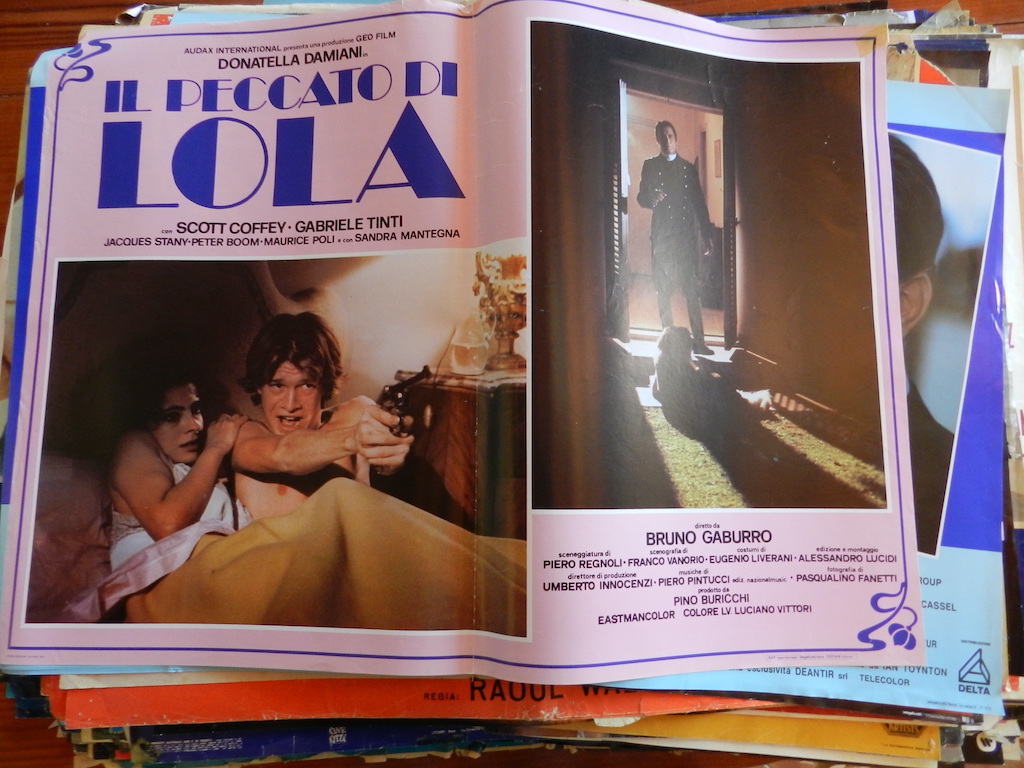 AUDAX INTERNATIONAL presenta una produzione GEO FILM
DONATELLA DAMIANI in
IL PECCATO DI
LOLA
con SCOTT COFFEY · GABRIELE TINTI
JACQUES STANY · PETER BOOM · MAURICE POLI e con SANDRA MANTEGNA
diretto da
BRUNO GABURRO
sceneggiatura di scenografia di costumi di edizione e montaggio
PIERO REGNOLI · FRANCO VANORIO · EUGENIO LIVERANI · ALESSANDRO LUCIDI
direttore di produzione musiche di fotografia di
UMBERTO INNOCENZI · PIERO PINTUCCI ediz. nazionalmusic · PASQUALINO FANETTI
prodotto da
PINO BURICCHI
EASTMANCOLOR COLORE LV LUCIANO VITTORI
ROUP
CASSEL
TUR
IAN TOYNTON
esclusività DEANTIR srl TELECOLOR
DISTRIBUZIONE
DELTA
REGIA: RAOUL WA